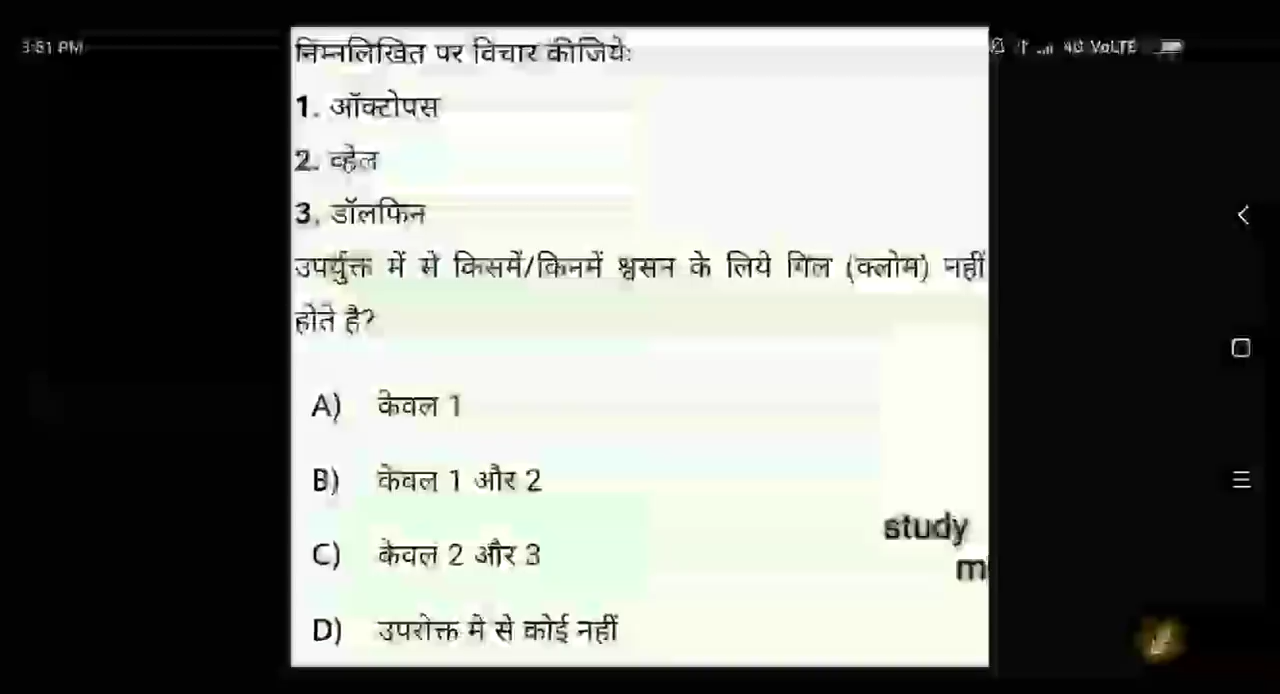 3:51 PM
4G VoLTE
निम्नलिखित पर विचार कीजिये:
1. ऑक्टोपस
2. व्हेल
3. डॉलफिन
उपर्युक्त में से किसमें/किनमें श्वसन के लिये गिल (क्लोम) नहीं
होते है?
A) केवल 1
B) केवल 1 और 2
C) केवल 2 और 3
D) उपरोक्त मे से कोई नहीं
study
m